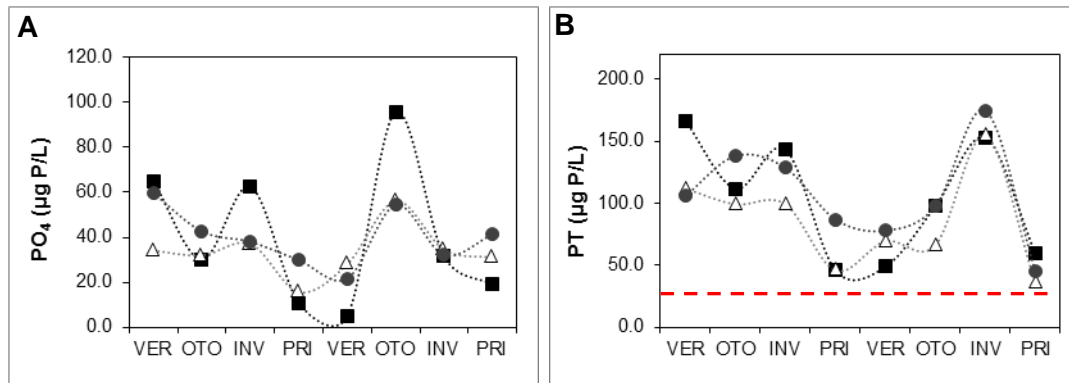 A
PO4 (µg P/L)
120.0
100.0
80.0
60.0
40.0
20.0
0.0
VER OTO INV PRI VER OTO INV PRI
B
PT (µg P/L)
200.0
150.0
100.0
50.0
0.0
VER OTO INV PRI VER OTO INV PRI